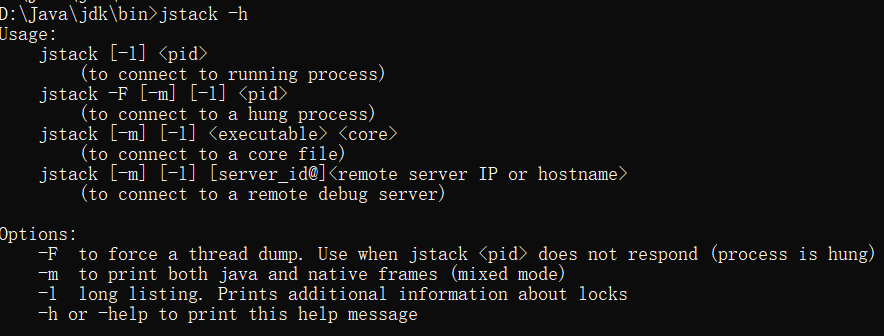 D:\Java\jdk\bin>jstack -h
Usage:
    jstack [-l] <pid>
        (to connect to running process)
    jstack -F [-m] [-l] <pid>
        (to connect to a hung process)
    jstack [-m] [-l] <executable> <core>
        (to connect to a core file)
    jstack [-m] [-l] [server_id@]<remote server IP or hostname>
        (to connect to a remote debug server)

Options:
    -F  to force a thread dump. Use when jstack <pid> does not respond (process is hung)
    -m  to print both java and native frames (mixed mode)
    -l  long listing. Prints additional information about locks
    -h or -help to print this help message